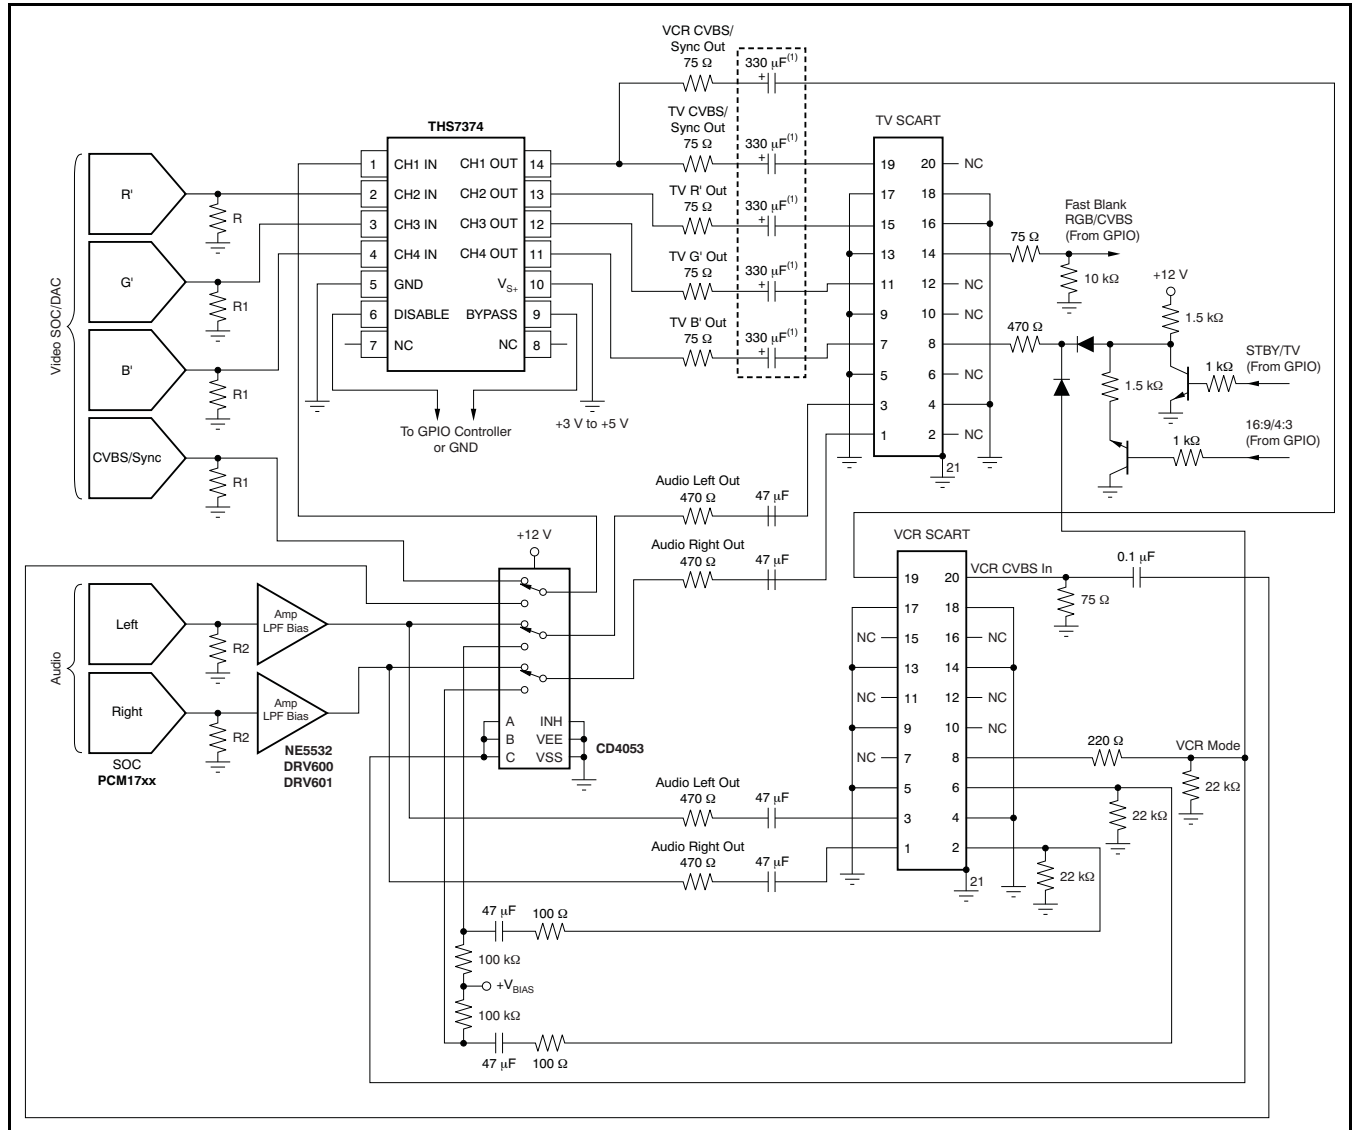 VCR CVBS/
Sync Out
75 Ω
330 µF(1)
+
TV CVBS/
Sync Out
75 Ω
330 µF(1)
+
TV R' Out
75 Ω
330 µF(1)
+
TV G' Out
75 Ω
330 µF(1)
+
TV B' Out
75 Ω
330 µF(1)
+
THS7374
1 CH1 IN CH1 OUT 14
2 CH2 IN CH2 OUT 13
3 CH3 IN CH3 OUT 12
4 CH4 IN CH4 OUT 11
5 GND VS+ 10
6 DISABLE BYPASS 9
7 NC NC 8
To GPIO Controller
or GND
+3 V to +5 V
Video SOC/DAC
R'
R
G'
R1
B'
R1
CVBS/Sync
R1
TV SCART
19 20 NC
17 18
15 16
13 14
11 12 NC
9 10 NC
7 8
5 6 NC
3 4
1 2 NC
21
75 Ω
Fast Blank
RGB/CVBS
(From GPIO)
10 kΩ
+12 V
1.5 kΩ
470 Ω
1.5 kΩ
1 kΩ
STBY/TV
(From GPIO)
1 kΩ
16:9/4:3
(From GPIO)
Audio Left Out
470 Ω
47 µF
Audio Right Out
470 Ω
47 µF
Audio
Left
R2
Amp
LPF Bias
Right
R2
Amp
LPF Bias
SOC
PCM17xx
NE5532
DRV600
DRV601
+12 V
A INH
B VEE
C VSS
CD4053
VCR SCART
19 20 VCR CVBS In
17 18
NC 15 16 NC
13 14
NC 11 12 NC
9 10 NC
NC 7 8
5 6
3 4
1 2
21
0.1 µF
75 Ω
220 Ω
VCR Mode
22 kΩ
22 kΩ
22 kΩ
Audio Left Out
470 Ω
47 µF
Audio Right Out
470 Ω
47 µF
47 µF
100 Ω
100 kΩ
+VBIAS
100 kΩ
47 µF
100 Ω